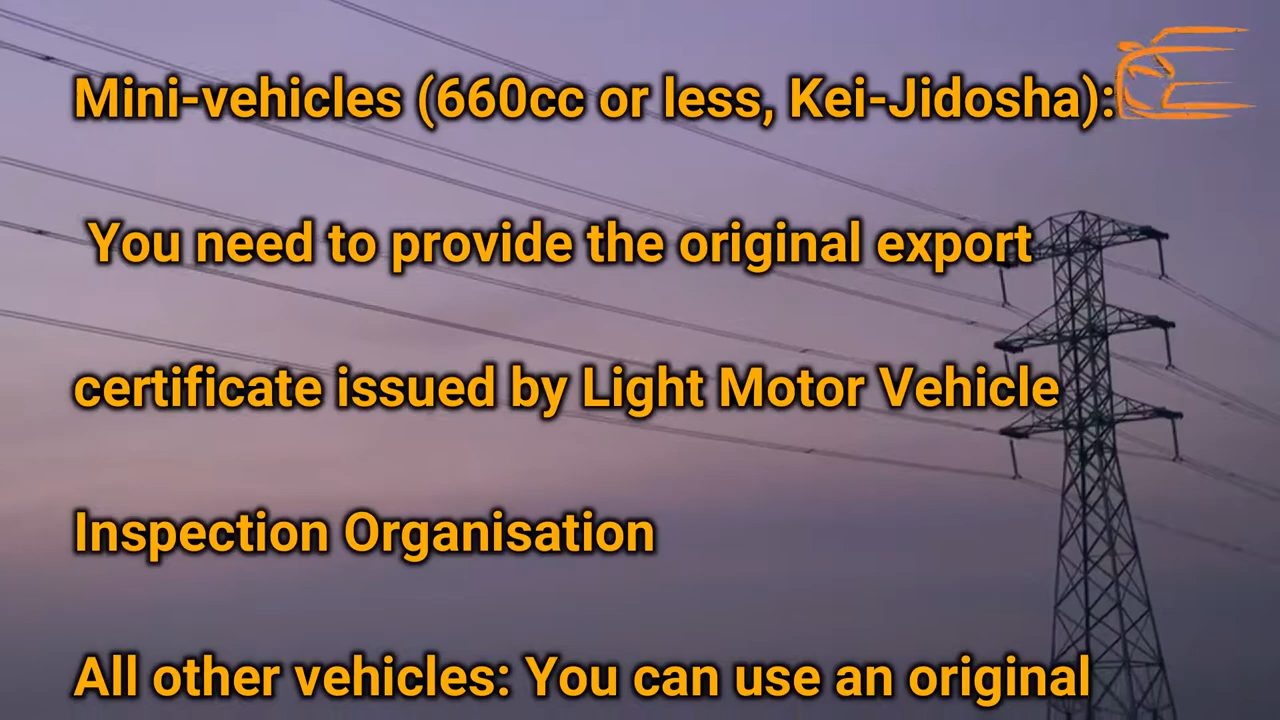 Mini-vehicles (660cc or less, Kei-Jidosha):
You need to provide the original export
certificate issued by Light Motor Vehicle
Inspection Organisation
All other vehicles: You can use an original